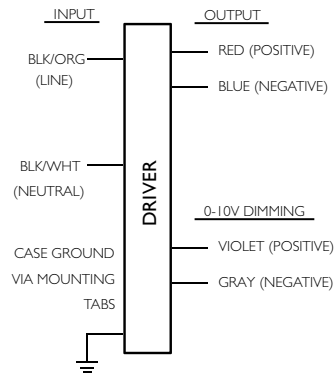 INPUT
BLK/ORG
(LINE)
BLK/WHT
(NEUTRAL)
CASE GROUND
VIA MOUNTING
TABS
DRIVER
OUTPUT
RED (POSITIVE)
BLUE (NEGATIVE)
0-10V DIMMING
VIOLET (POSITIVE)
GRAY (NEGATIVE)